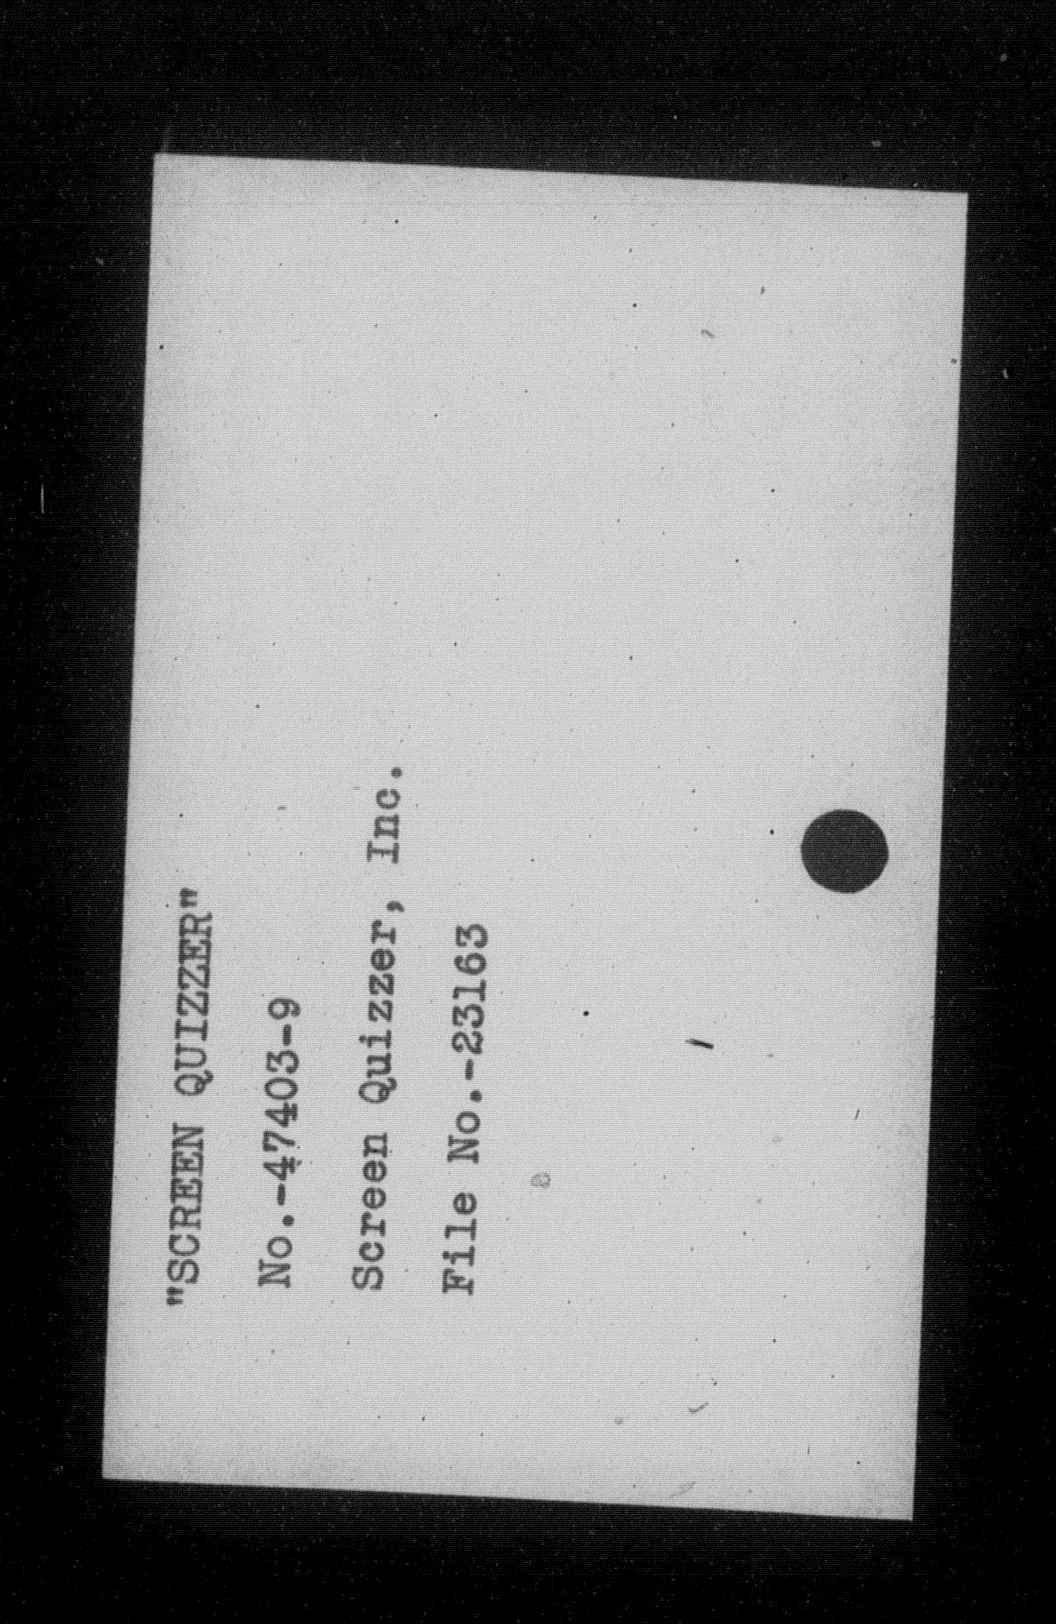 "SCREEN QUIZZER"
No.-47403-9
Screen Quizzer, Inc.
File No.-23163